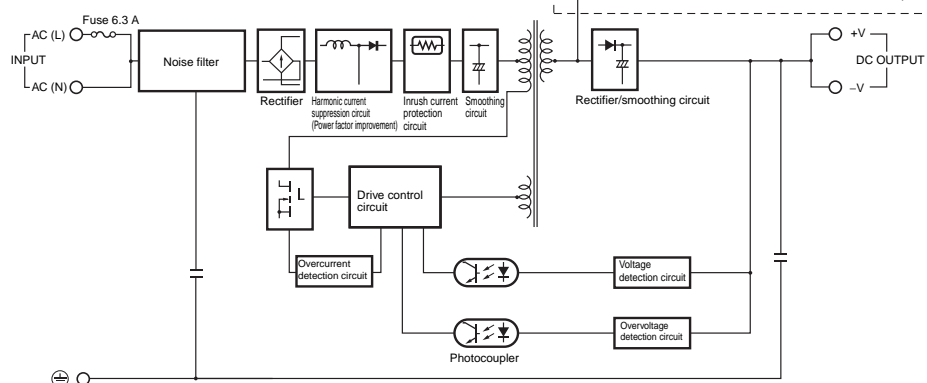 Fuse 6.3 A
AC (L)
INPUT
AC (N)
Noise filter
Rectifier
Harmonic current
suppression circuit
(Power factor improvement)
Inrush current
protection
circuit
Smoothing
circuit
Rectifier/smoothing circuit
+V
DC OUTPUT
–V
Drive control
circuit
Overcurrent
detection circuit
Voltage
detection circuit
Overvoltage
detection circuit
Photocoupler